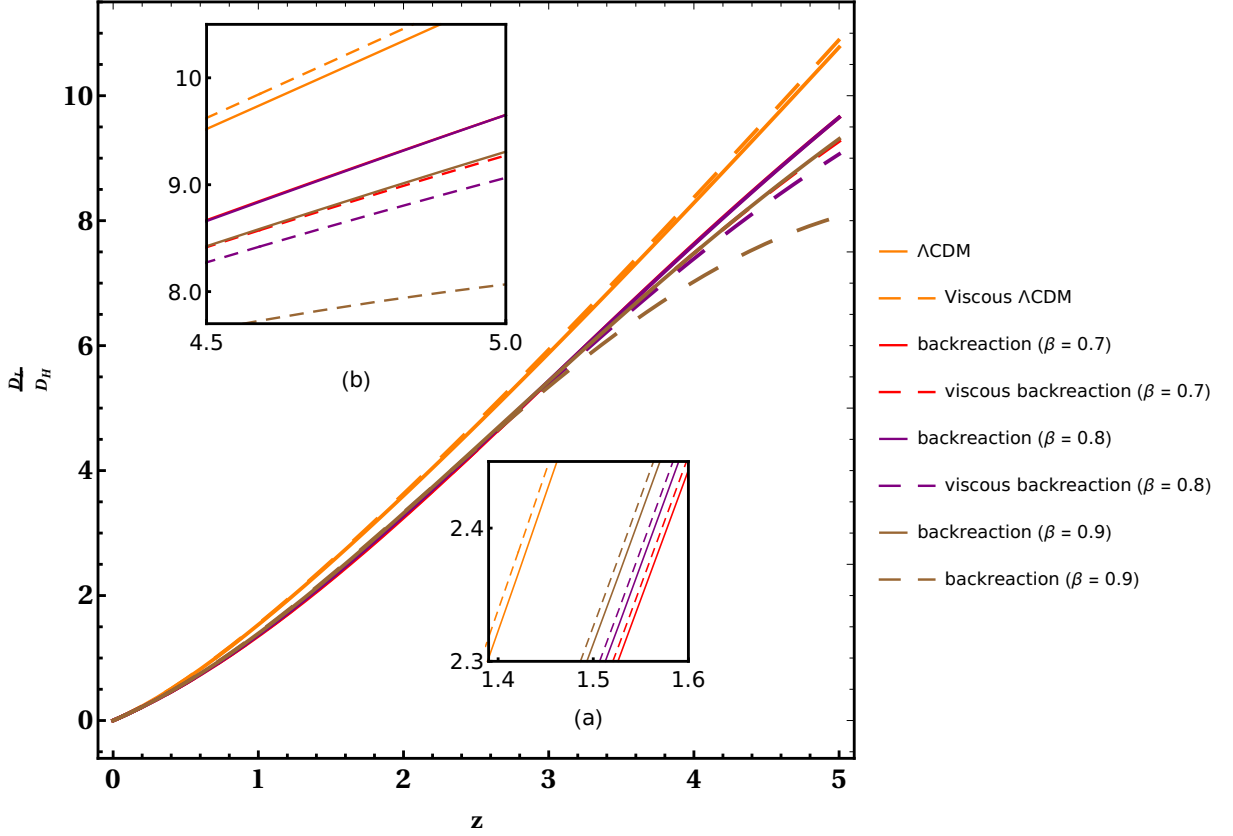 10
8
6
4
2
0
D_L
D_H
0
1
2
3
4
5
z
10
9.0
8.0
4.5
5.0
(b)
2.4
2.3
1.4
1.5
1.6
(a)
ΛCDM
Viscous ΛCDM
backreaction (β = 0.7)
viscous backreaction (β = 0.7)
backreaction (β = 0.8)
viscous backreaction (β = 0.8)
backreaction (β = 0.9)
backreaction (β = 0.9)